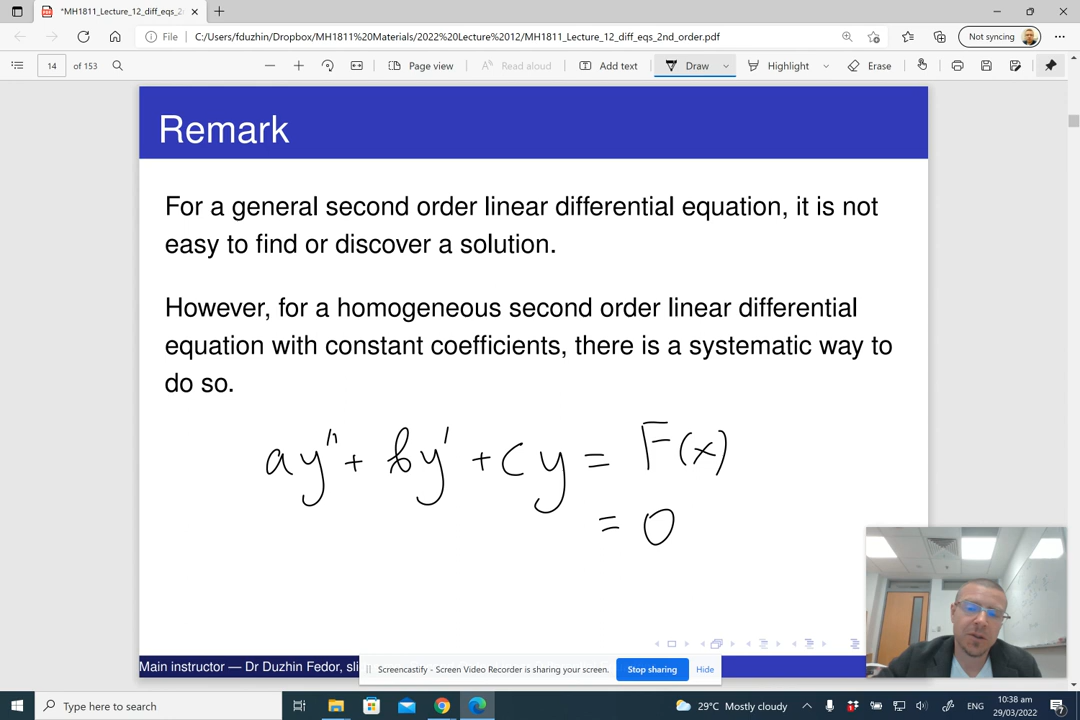 *MH1811_Lecture_12_diff_eqs_2nd
File C:/Users/fduzhin/Dropbox/MH1811%20Materials/2022%20Lecture%2012/MH1811_Lecture_12_diff_eqs_2nd_order.pdf Not syncing
14 of 153 Page view Read aloud Add text Draw Highlight Erase
Remark
For a general second order linear differential equation, it is not
easy to find or discover a solution.
However, for a homogeneous second order linear differential
equation with constant coefficients, there is a systematic way to
do so.
ay'' + by' + cy = F(x)
= 0
Main instructor — Dr Duzhin Fedor, sli
Screencastify - Screen Video Recorder is sharing your screen. Stop sharing Hide
Type here to search 29°C Mostly cloudy ENG 10:38 am
29/03/2022 7